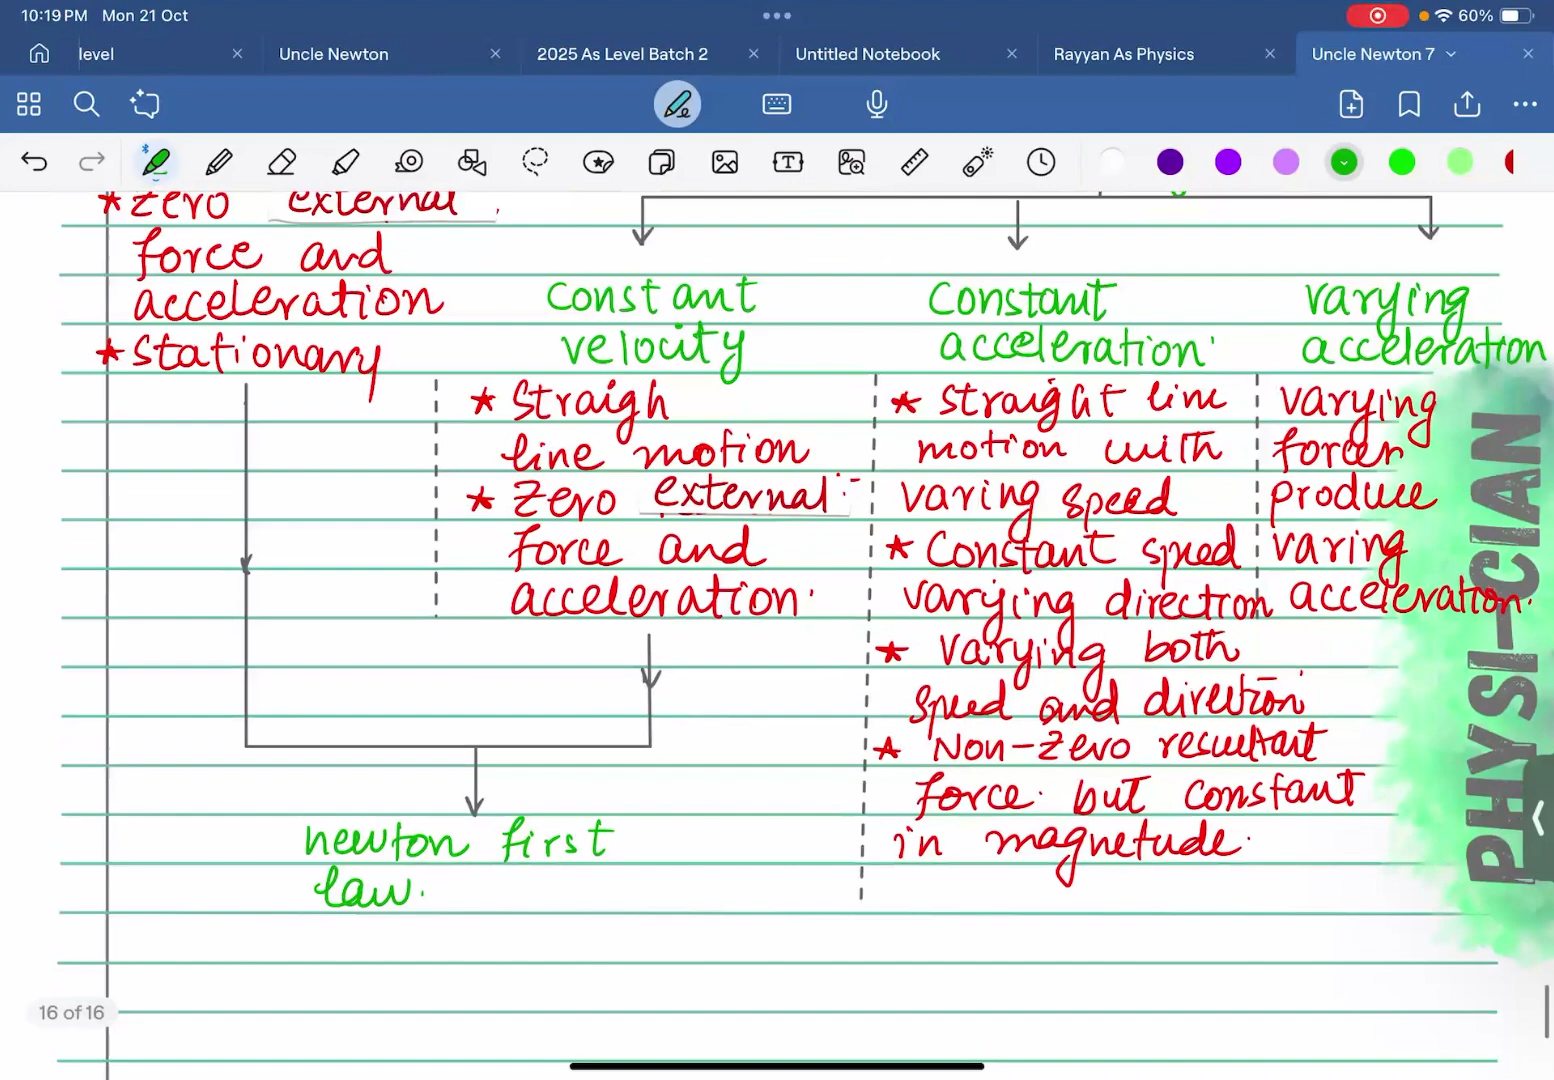 10:19 PM Mon 21 Oct
60%
level
Uncle Newton
2025 As Level Batch 2
Untitled Notebook
Rayyan As Physics
Uncle Newton 7
* Zero external
force and
acceleration
* stationary
Constant
velocity
* Straigh
line motion
* Zero external
force and
acceleration.
Constant
acceleration.
* straight line
motion with
varing speed
* Constant speed
varying direction
* Varying both
speed and direction
* Non-Zero resultant
force. but constant
in magnetude.
varying
acceleration
varying
forcer
produce
varing
acceleration.
newton first
law.
PHYSI-CIAN
16 of 16